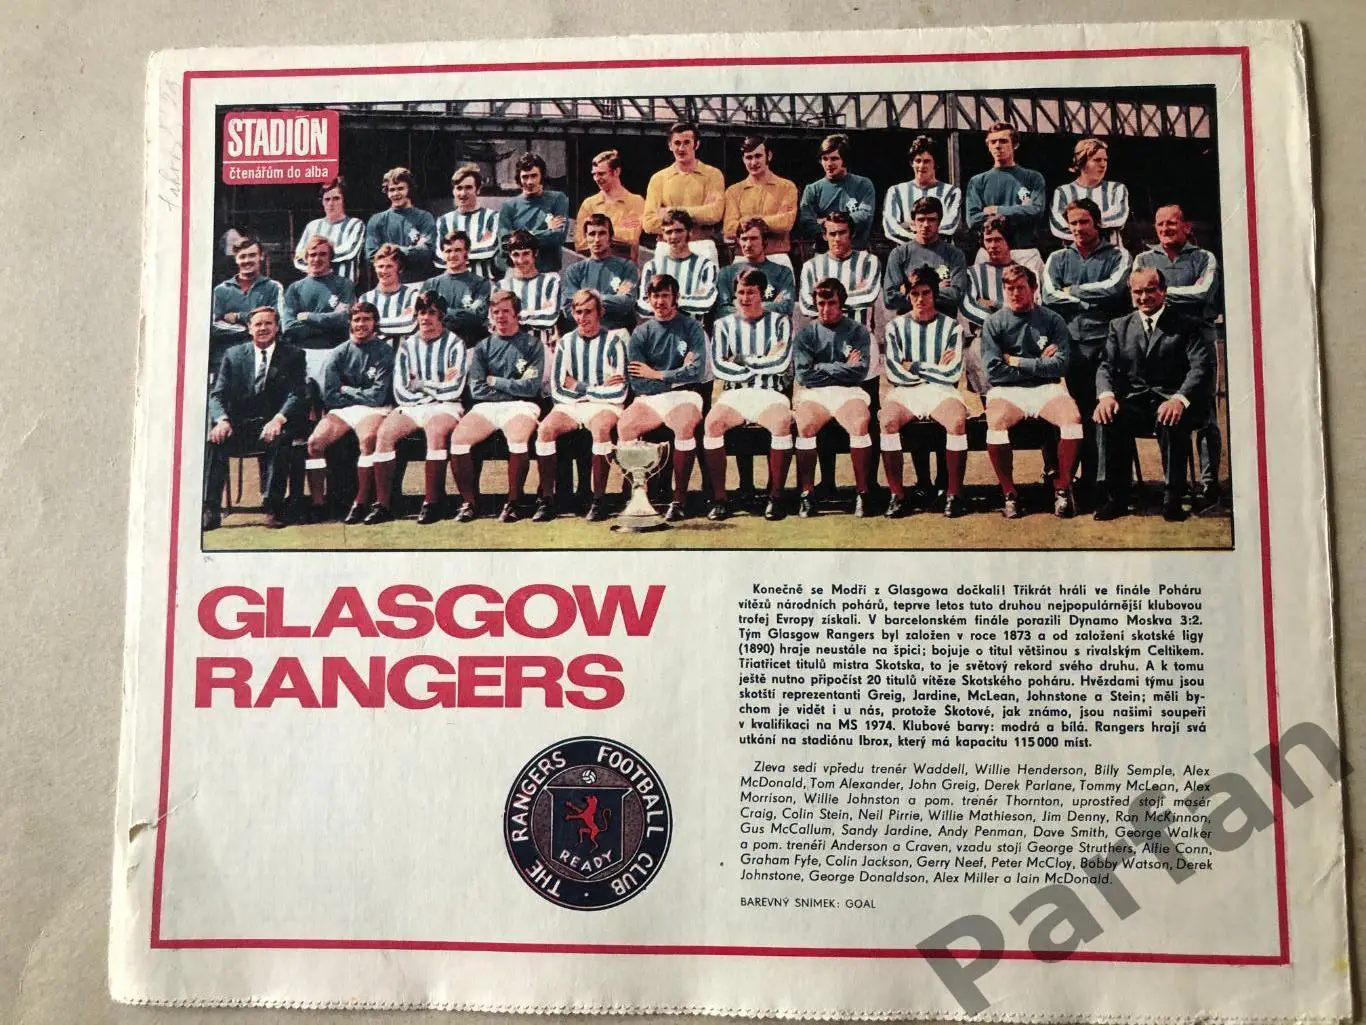 STADIÓN
čtenářům do alba
GLASGOW
RANGERS
THE RANGERS FOOTBALL CLUB
READY
Konečně se Modří z Glasgowa dočkali! Třikrát hráli ve finále Poháru
vítězů národních pohárů, teprve letos tuto druhou nejpopulárnější klubovou
trofej Evropy získali. V barcelonském finále porazili Dynamo Moskva 3:2.
Tým Glasgow Rangers byl založen v roce 1873 a od založení skotské ligy
(1890) hraje neustále na špici; bojuje o titul většinou s rivalským Celtikem.
Třiatřicet titulů mistra Skotska, to je světový rekord svého druhu. A k tomu
ještě nutno připočíst 20 titulů vítěze Skotského poháru. Hvězdami týmu jsou
skotští reprezentanti Greig, Jardine, McLean, Johnstone a Stein; měli by-
chom je vidět i u nás, protože Skotové, jak známo, jsou našimi soupeři
v kvalifikaci na MS 1974. Klubové barvy: modrá a bílá. Rangers hrají svá
utkání na stadiónu Ibrox, který má kapacitu 115 000 míst.
Zleva sedí vpředu trenér Waddell, Willie Henderson, Billy Semple, Alex
McDonald, Tom Alexander, John Greig, Derek Parlane, Tommy McLean, Alex
Morrison, Willie Johnston a pom. trenér Thornton, uprostřed stojí masér
Craig, Colin Stein, Neil Pirrie, Willie Mathieson, Jim Denny, Ron McKinnon,
Gus McCallum, Sandy Jardine, Andy Penman, Dave Smith, George Walker
a pom. trenéři Anderson a Craven, vzadu stojí George Struthers, Alfie Conn,
Graham Fyfe, Colin Jackson, Gerry Neef, Peter McCloy, Bobby Watson, Derek
Johnstone, George Donaldson, Alex Miller a Iain McDonald.
BAREVNÝ SNÍMEK: GOAL
Parfan